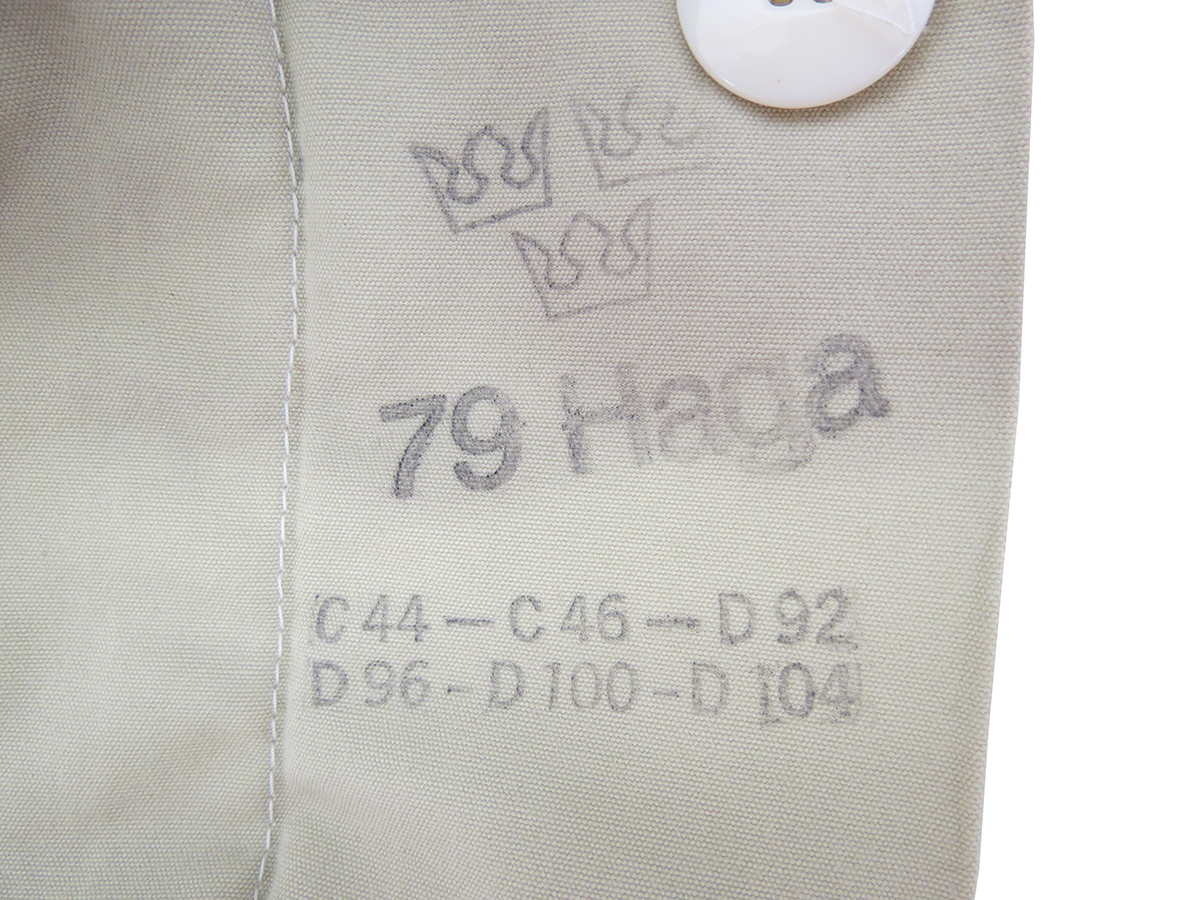 79 Haga
C 44 — C 46 — D 92
D 96 - D 100 - D 104